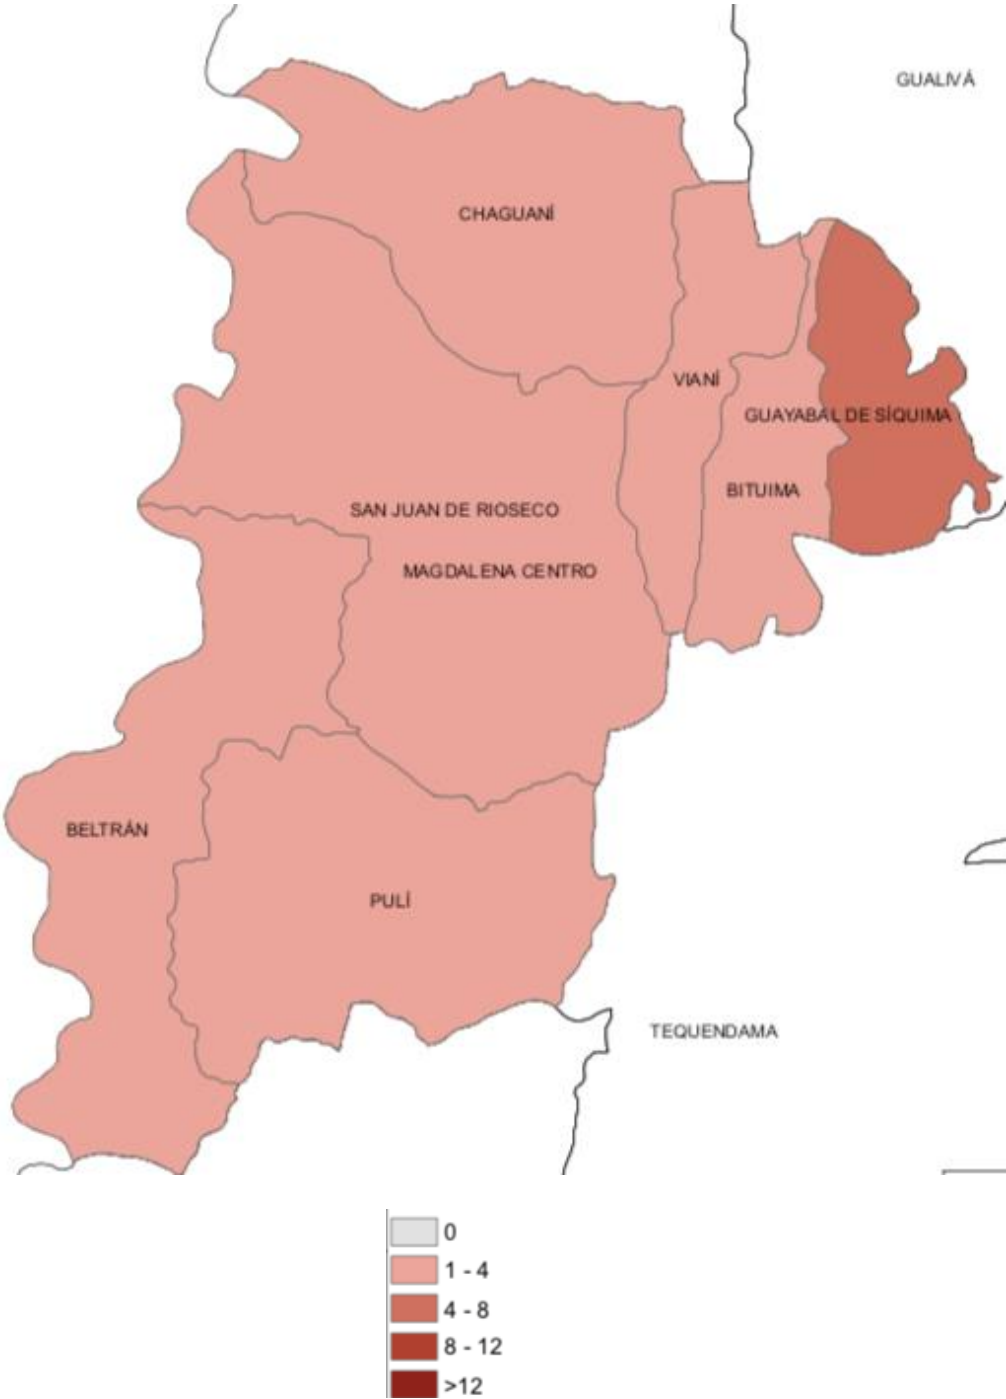 GUALIVÁ
CHAGUANÍ
VIANÍ
GUAYABAL DE SÍQUIMA
BITUIMA
SAN JUAN DE RIOSECO
MAGDALENA CENTRO
BELTRÁN
PULÍ
TEQUENDAMA
0
1 - 4
4 - 8
8 - 12
>12